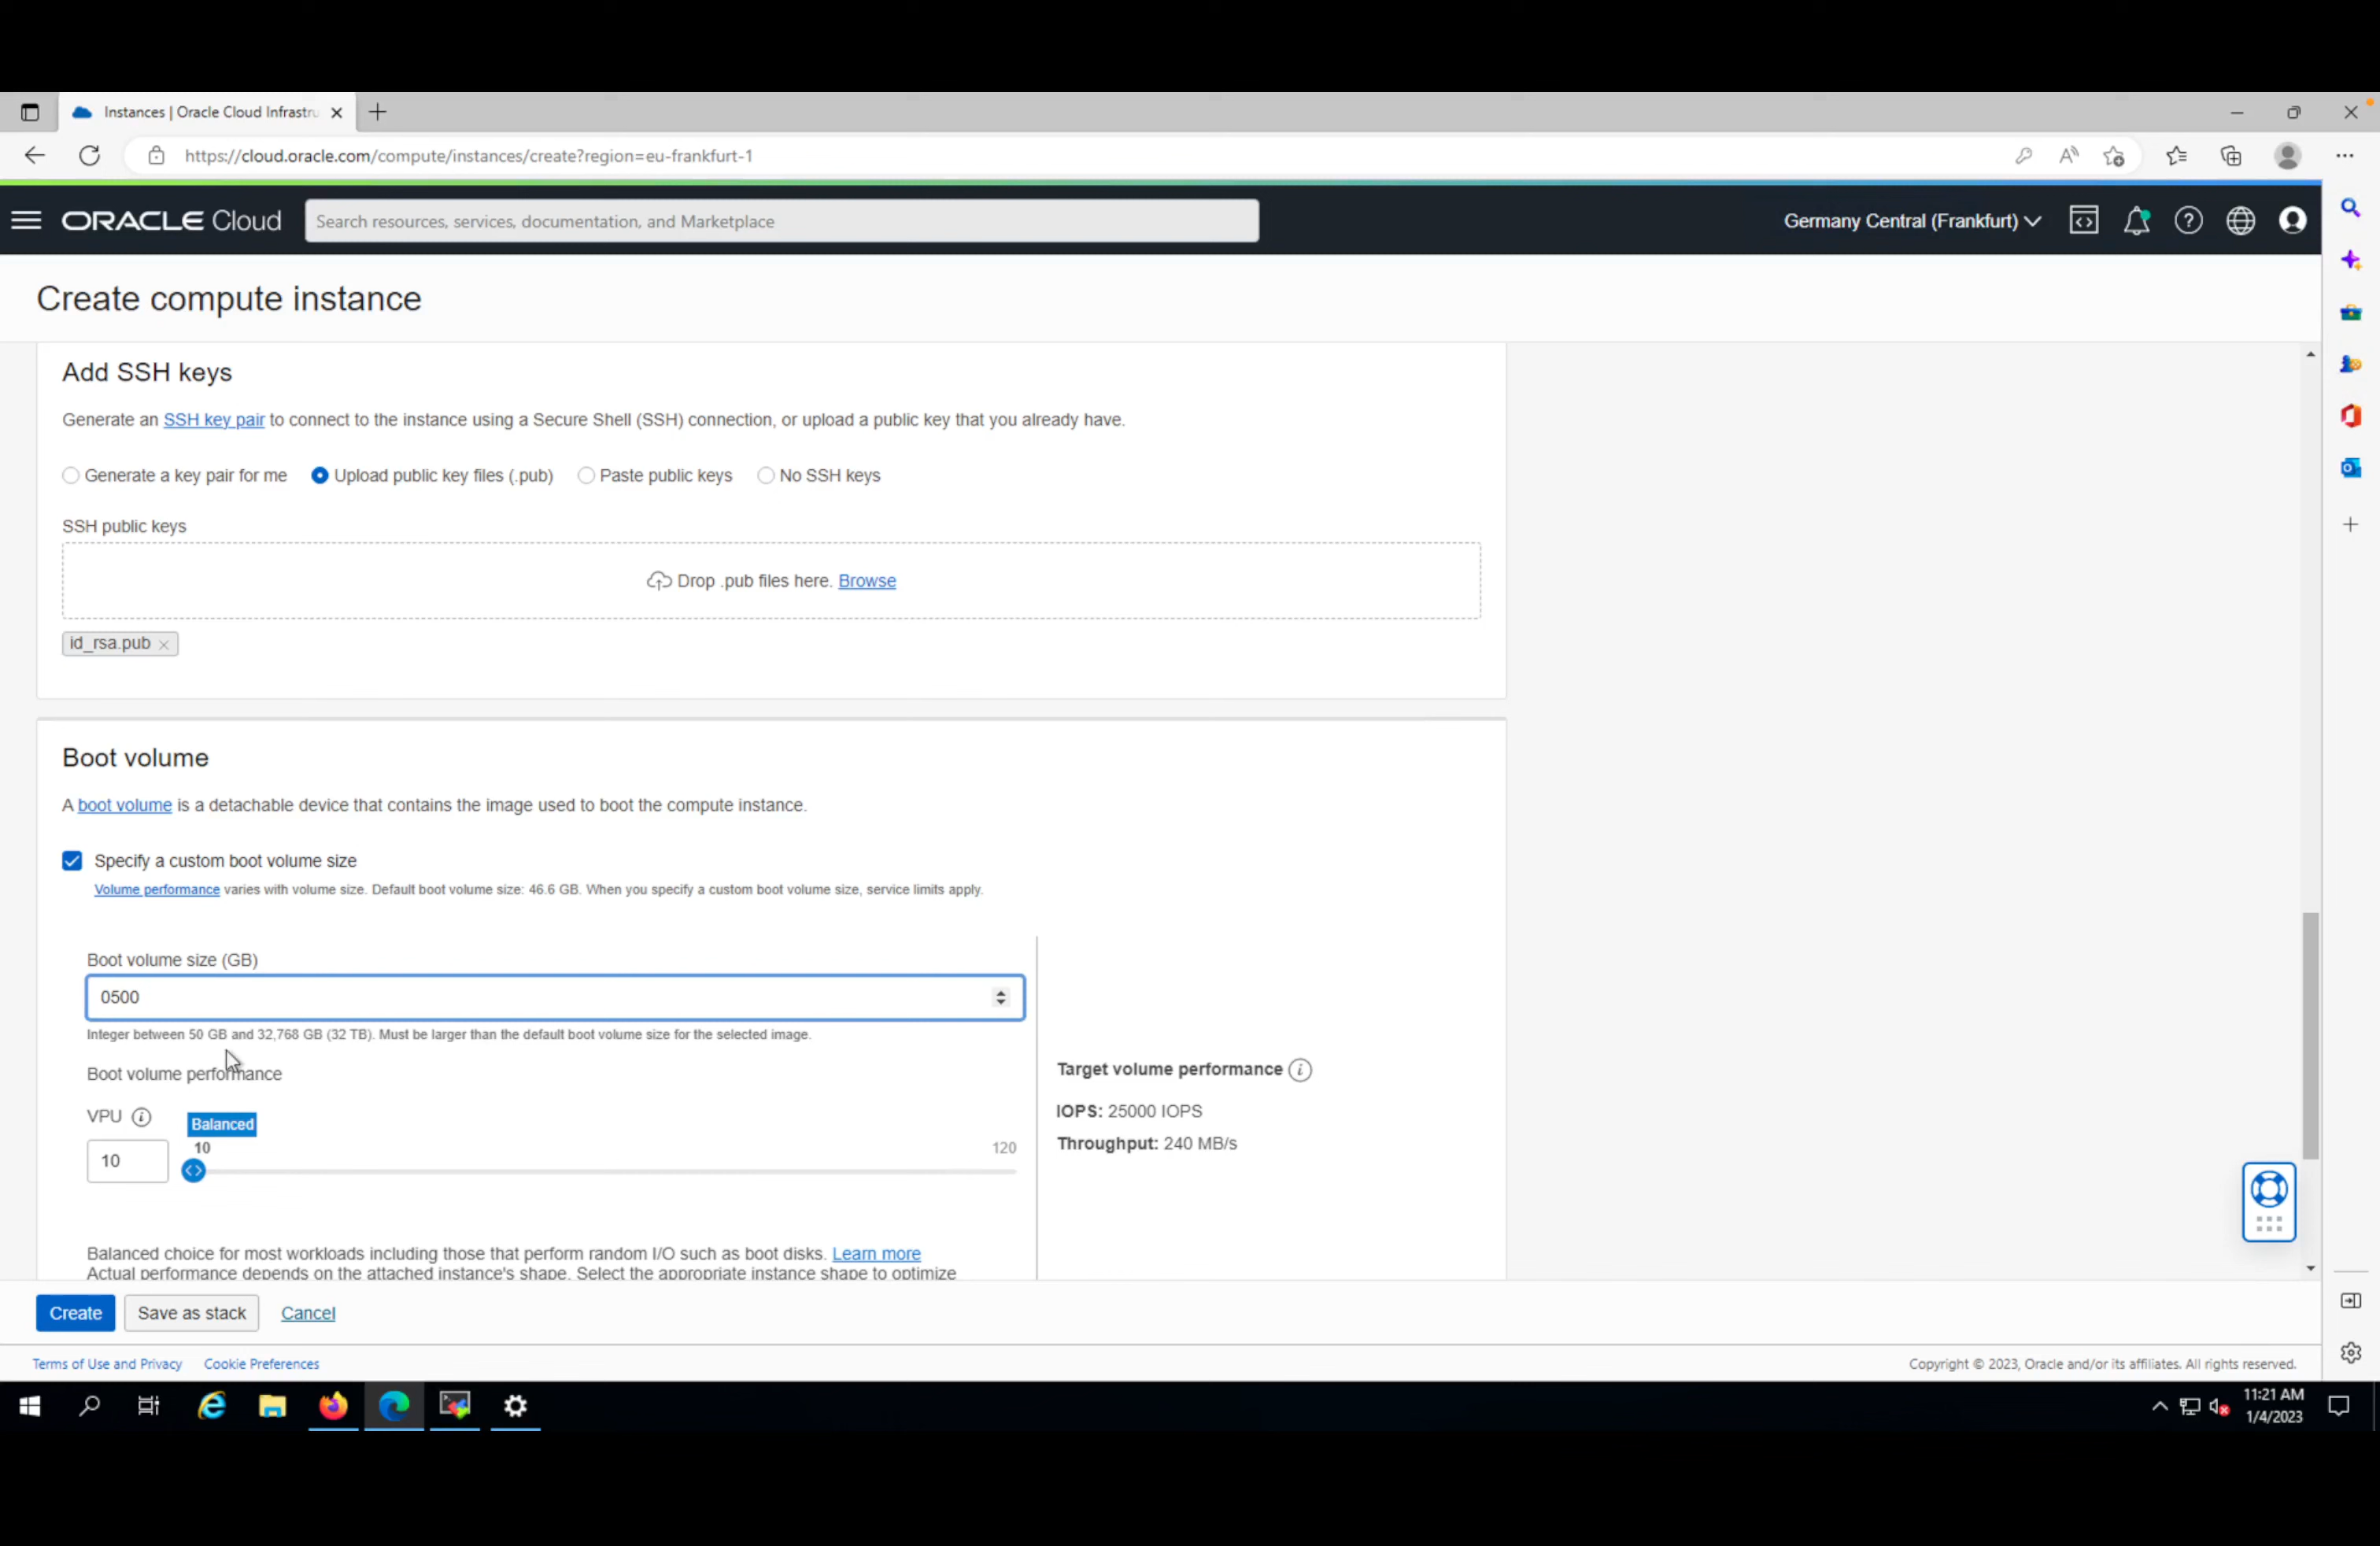 Instances | Oracle Cloud Infrastru
https://cloud.oracle.com/compute/instances/create?region=eu-frankfurt-1
ORACLE Cloud
Search resources, services, documentation, and Marketplace
Germany Central (Frankfurt)
Create compute instance
Add SSH keys
Generate an SSH key pair to connect to the instance using a Secure Shell (SSH) connection, or upload a public key that you already have.
Generate a key pair for me Upload public key files (.pub) Paste public keys No SSH keys
SSH public keys
Drop .pub files here. Browse
id_rsa.pub
Boot volume
A boot volume is a detachable device that contains the image used to boot the compute instance.
Specify a custom boot volume size
Volume performance varies with volume size. Default boot volume size: 46.6 GB. When you specify a custom boot volume size, service limits apply.
Boot volume size (GB)
0500
Integer between 50 GB and 32,768 GB (32 TB). Must be larger than the default boot volume size for the selected image.
Boot volume performance
VPU
Balanced
10 120
10
Target volume performance
IOPS: 25000 IOPS
Throughput: 240 MB/s
Balanced choice for most workloads including those that perform random I/O such as boot disks. Learn more
Actual performance depends on the attached instance's shape. Select the appropriate instance shape to optimize
Create Save as stack Cancel
Terms of Use and Privacy Cookie Preferences
Copyright © 2023, Oracle and/or its affiliates. All rights reserved.
11:21 AM
1/4/2023